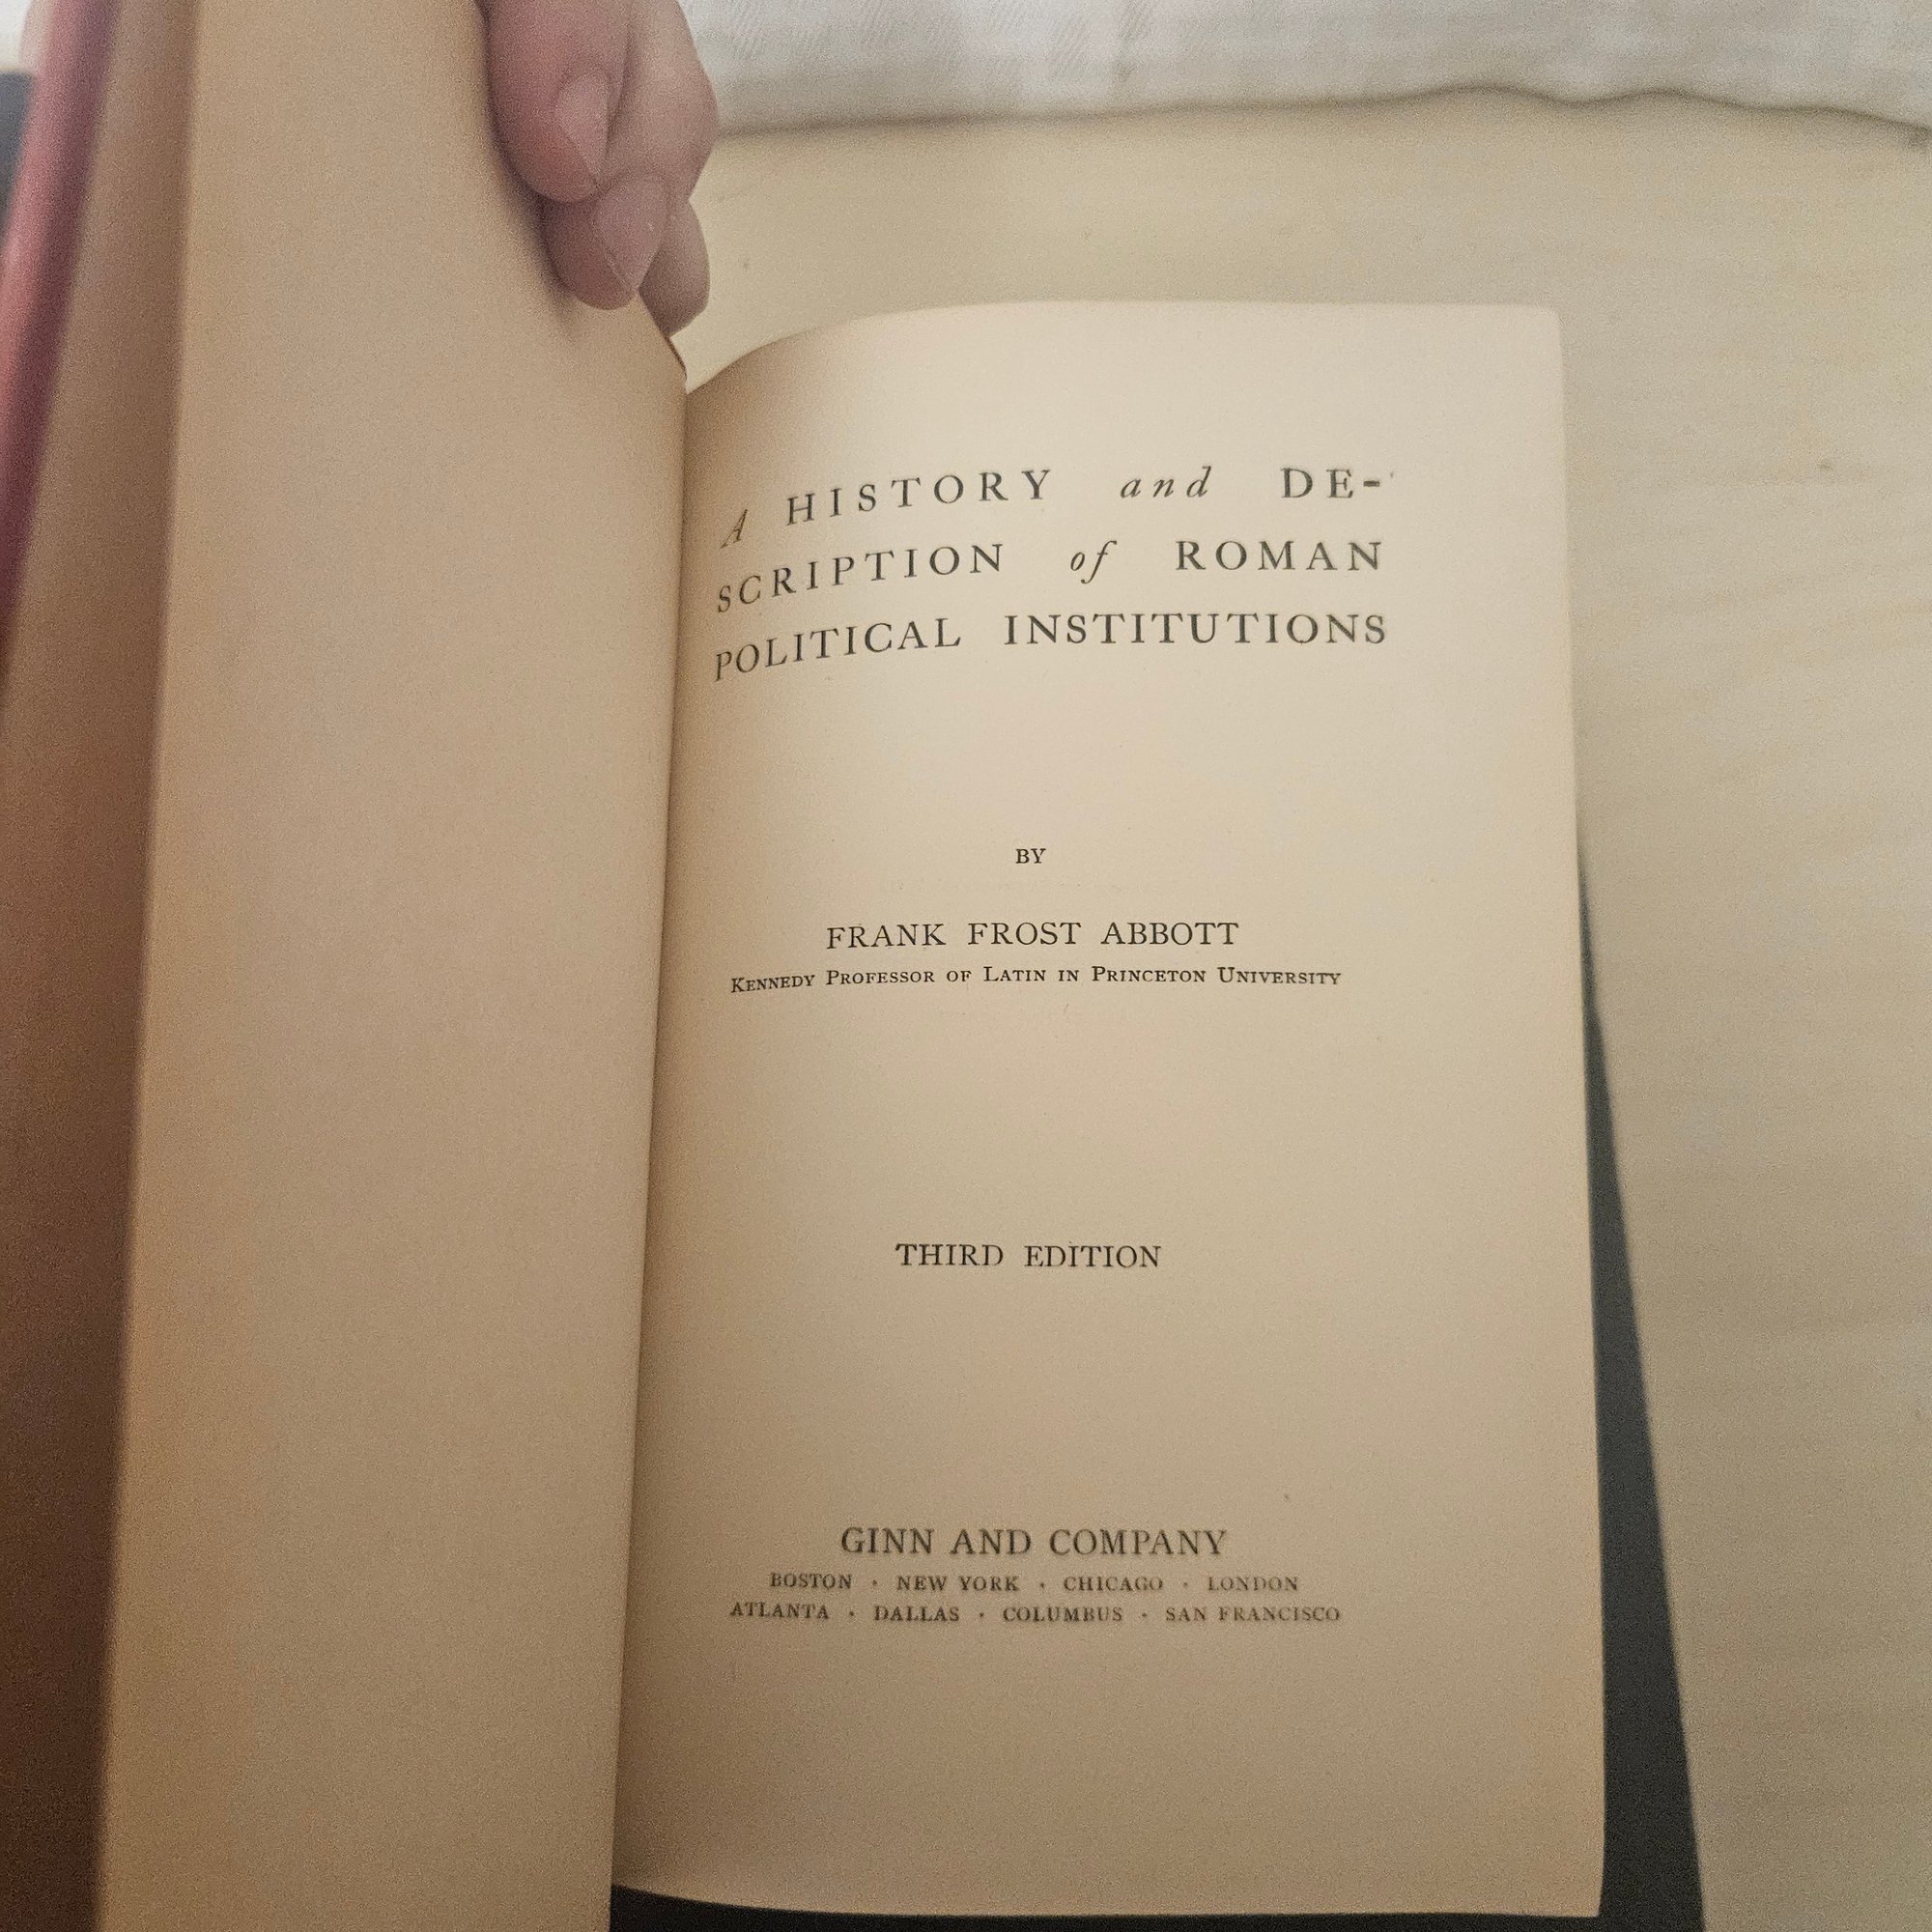 A HISTORY and DE-
SCRIPTION of ROMAN
POLITICAL INSTITUTIONS
BY
FRANK FROST ABBOTT
KENNEDY PROFESSOR OF LATIN IN PRINCETON UNIVERSITY
THIRD EDITION
GINN AND COMPANY
BOSTON · NEW YORK · CHICAGO · LONDON
ATLANTA · DALLAS · COLUMBUS · SAN FRANCISCO